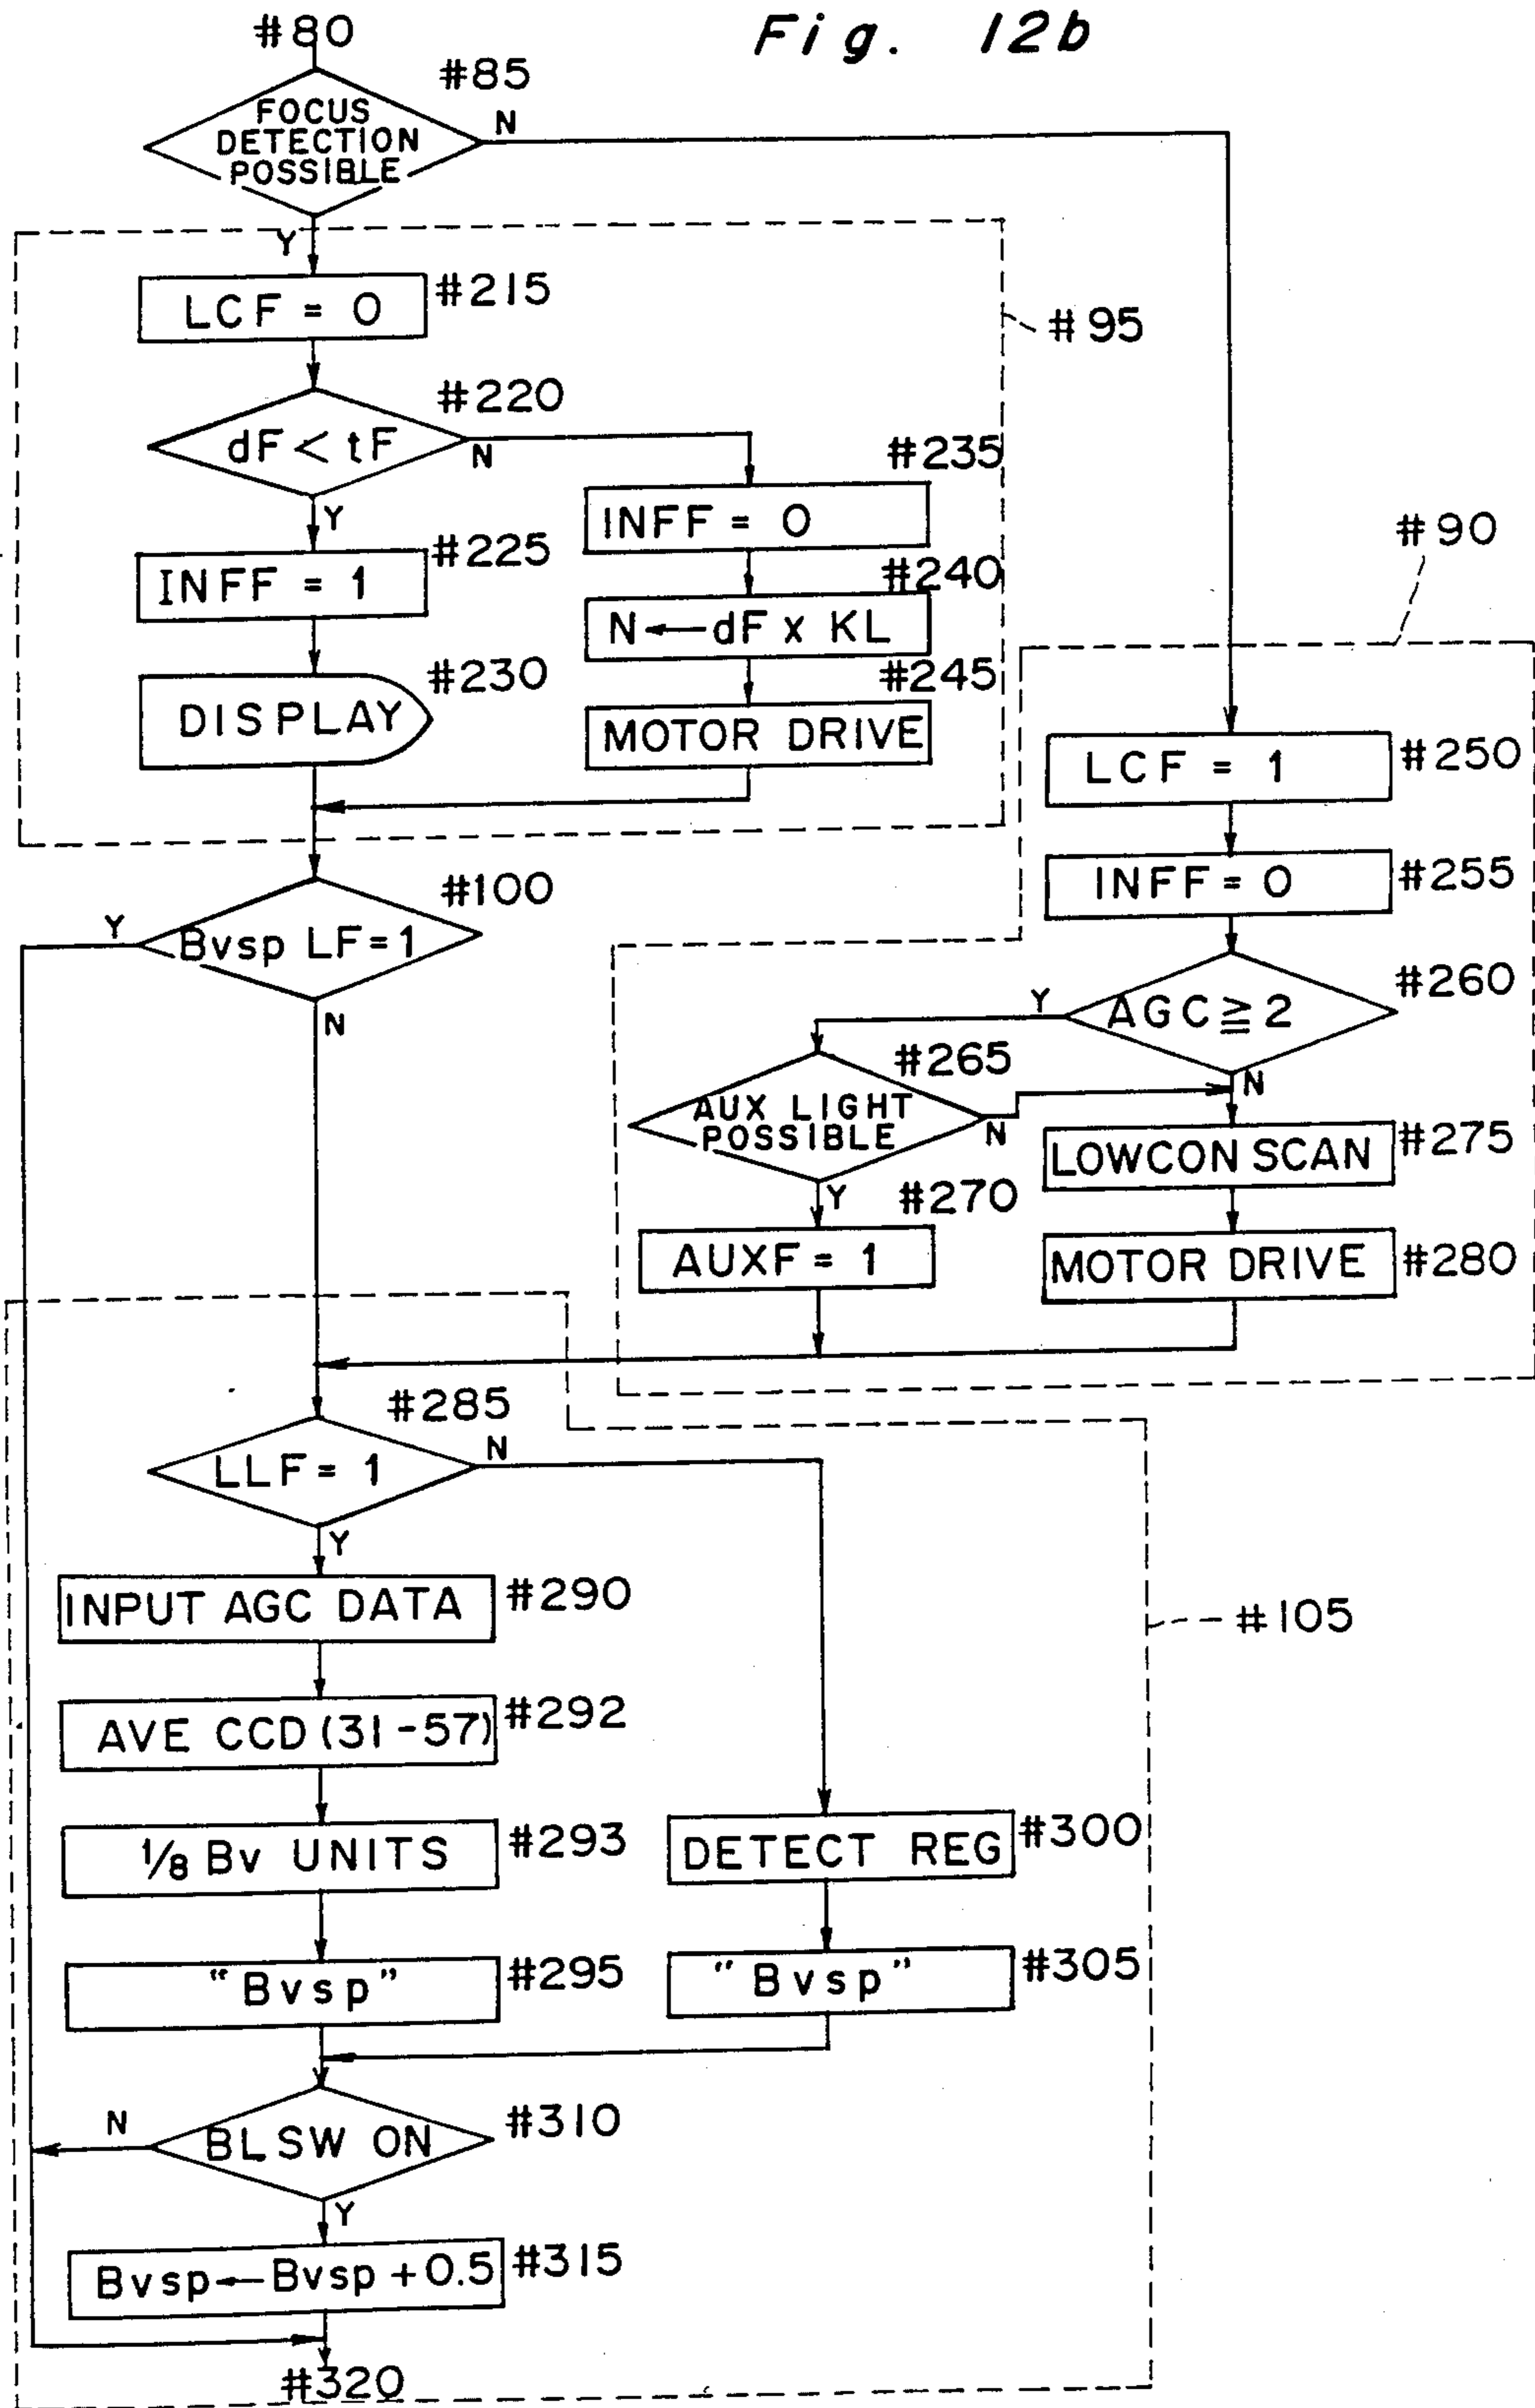 Fig. 12b
#80
#85
FOCUS
DETECTION
POSSIBLE
N
Y
LCF = 0
#215
#95
dF < tF
#220
N
Y
INFF = 0
#235
INFF = 1
#225
N ← dF x KL
#240
DISPLAY
#230
MOTOR DRIVE
#245
#90
LCF = 1
#250
INFF = 0
#255
Bvsp LF=1
#100
Y
N
AGC ≧ 2
#260
Y
N
AUX LIGHT
POSSIBLE
#265
N
Y
LOWCON SCAN
#275
AUXF = 1
#270
MOTOR DRIVE
#280
LLF = 1
#285
N
Y
INPUT AGC DATA
#290
#105
AVE CCD (31-57)
#292
1/8 Bv UNITS
#293
DETECT REG
#300
"Bvsp"
#295
"Bvsp"
#305
BLSW ON
#310
N
Y
Bvsp ← Bvsp + 0.5
#315
#320